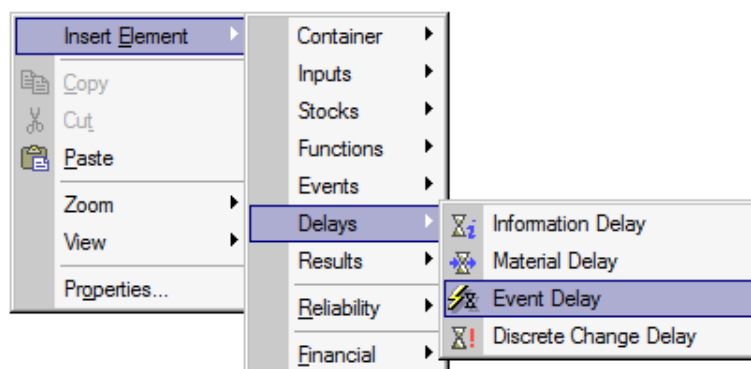 Insert Element
Copy
Cut
Paste
Zoom
View
Properties...
Container
Inputs
Stocks
Functions
Events
Delays
Results
Reliability
Financial
Information Delay
Material Delay
Event Delay
Discrete Change Delay